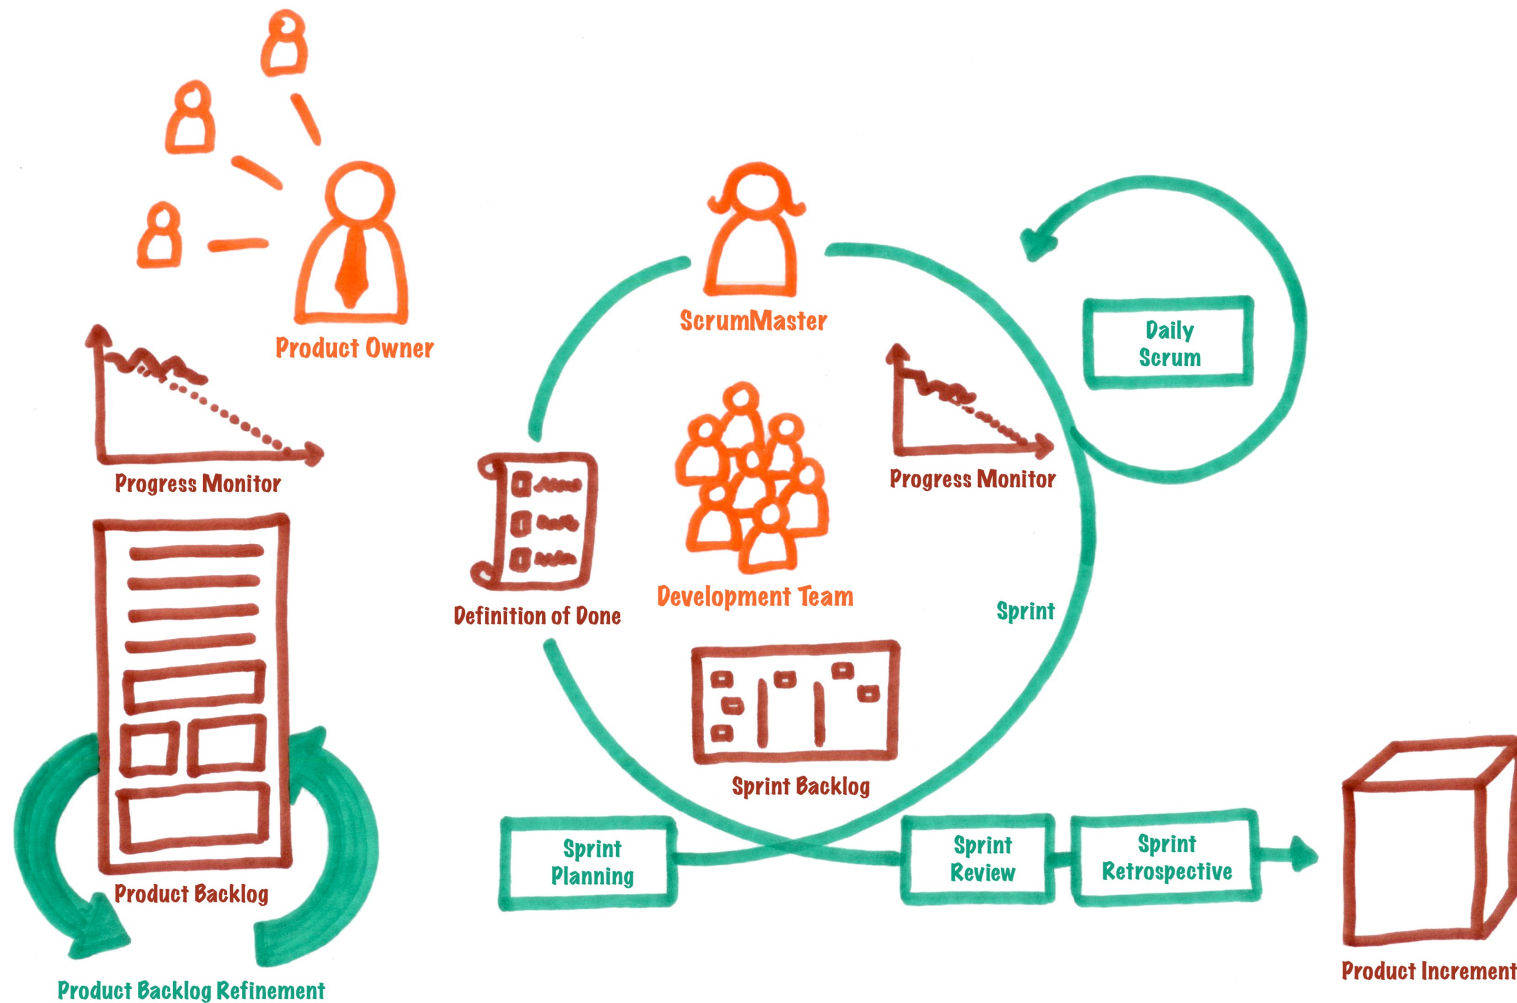 Product Owner
ScrumMaster
Daily
Scrum
Progress Monitor
Progress Monitor
Definition of Done
Development Team
Sprint
Sprint Backlog
Sprint
Planning
Sprint
Review
Sprint
Retrospective
Product Backlog
Product Increment
Product Backlog Refinement